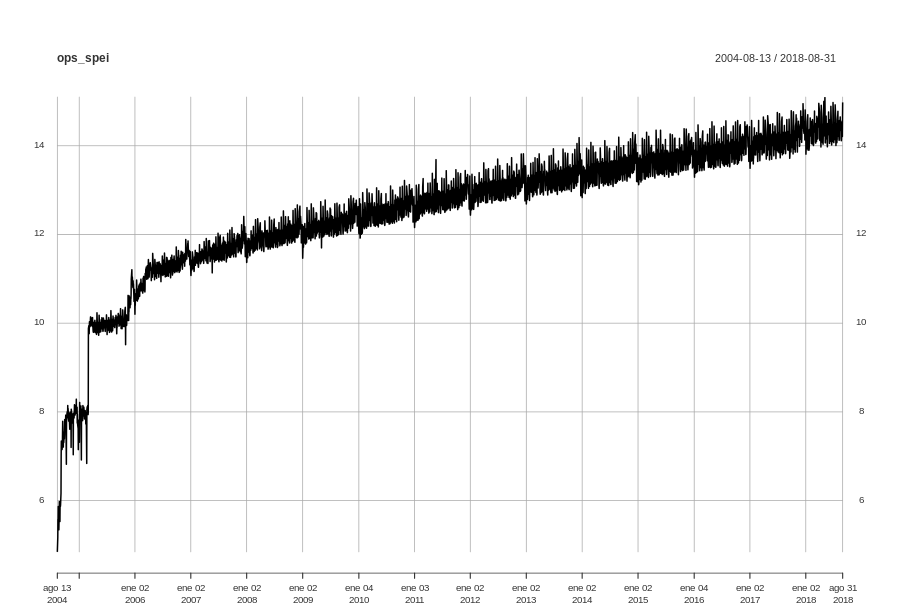 ops_spei 2004-08-13 / 2018-08-31
14 14
12 12
10 10
8 8
6 6
ago 13 ene 02 ene 02 ene 02 ene 02 ene 04 ene 03 ene 02 ene 02 ene 02 ene 02 ene 04 ene 02 ene 02 ago 31
2004 2006 2007 2008 2009 2010 2011 2012 2013 2014 2015 2016 2017 2018 2018